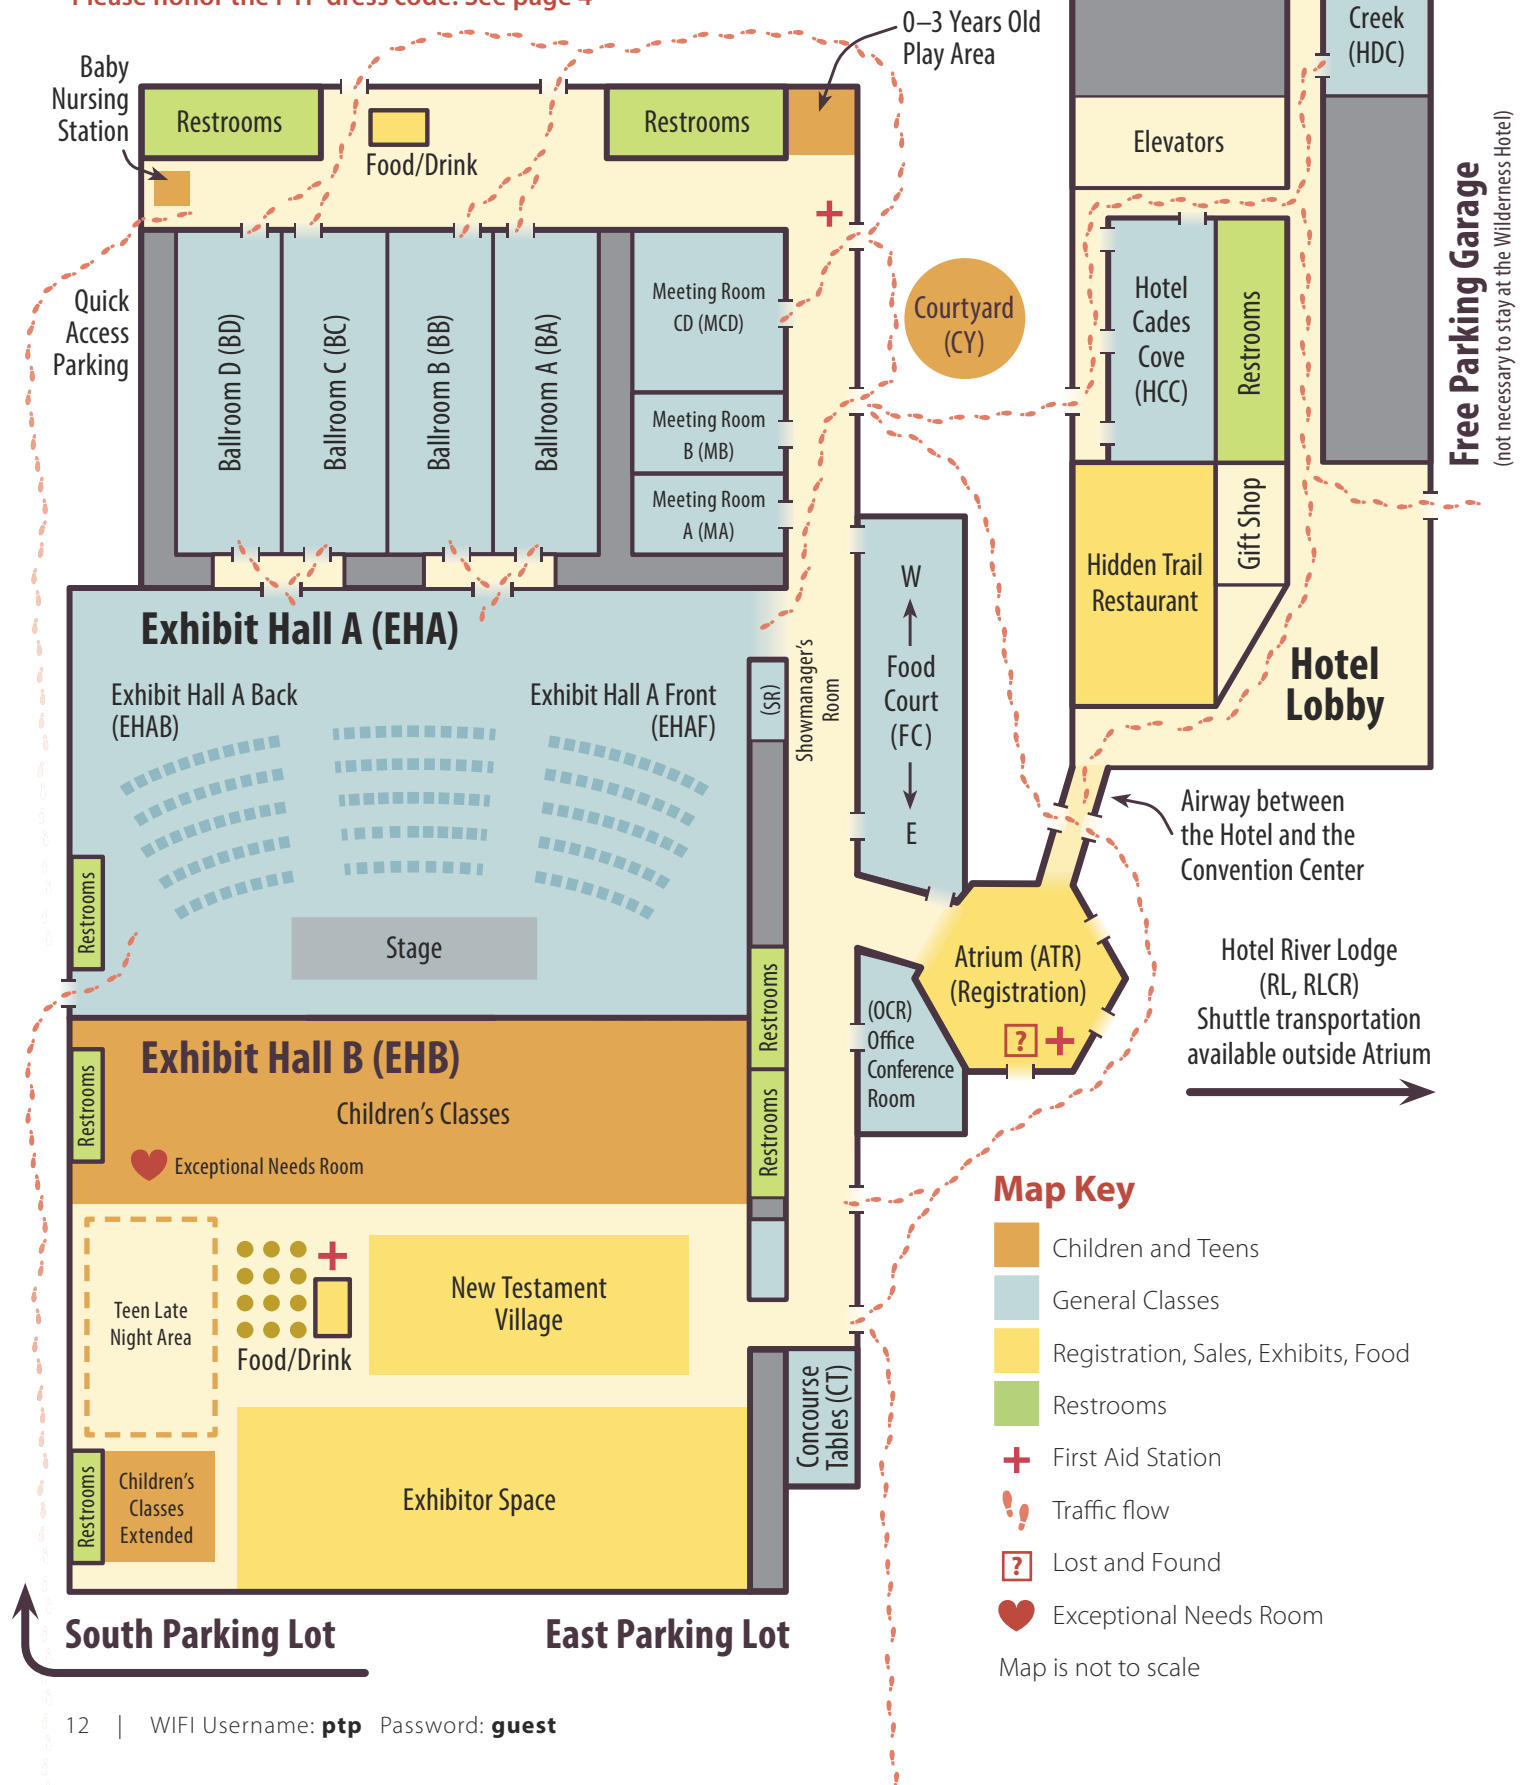 Please honor the PTP dress code. See page 4
0–3 Years Old
Play Area
Creek
(HDC)
Baby
Nursing
Station
Restrooms
Food/Drink
Restrooms
Elevators
Free Parking Garage
(not necessary to stay at the Wilderness Hotel)
Quick
Access
Parking
Ballroom D (BD)
Ballroom C (BC)
Ballroom B (BB)
Ballroom A (BA)
Meeting Room
CD (MCD)
Meeting Room
B (MB)
Meeting Room
A (MA)
Courtyard
(CY)
Hotel
Cades
Cove
(HCC)
Restrooms
Gift Shop
Hidden Trail
Restaurant
Hotel
Lobby
W
Food
Court
(FC)
E
Exhibit Hall A (EHA)
Exhibit Hall A Back
(EHAB)
Exhibit Hall A Front
(EHAF)
(SR)
Showmanager's
Room
Airway between
the Hotel and the
Convention Center
Restrooms
Stage
Restrooms
Atrium (ATR)
(Registration)
?
(OCR)
Office
Conference
Room
Hotel River Lodge
(RL, RLCR)
Shuttle transportation
available outside Atrium
Exhibit Hall B (EHB)
Children's Classes
Exceptional Needs Room
Restrooms
Restrooms
Teen Late
Night Area
Food/Drink
New Testament
Village
Concourse
Tables (CT)
Restrooms
Children's
Classes
Extended
Exhibitor Space
Map Key
Children and Teens
General Classes
Registration, Sales, Exhibits, Food
Restrooms
First Aid Station
Traffic flow
?
Lost and Found
Exceptional Needs Room
Map is not to scale
South Parking Lot
East Parking Lot
12 | WIFI Username: ptp Password: guest